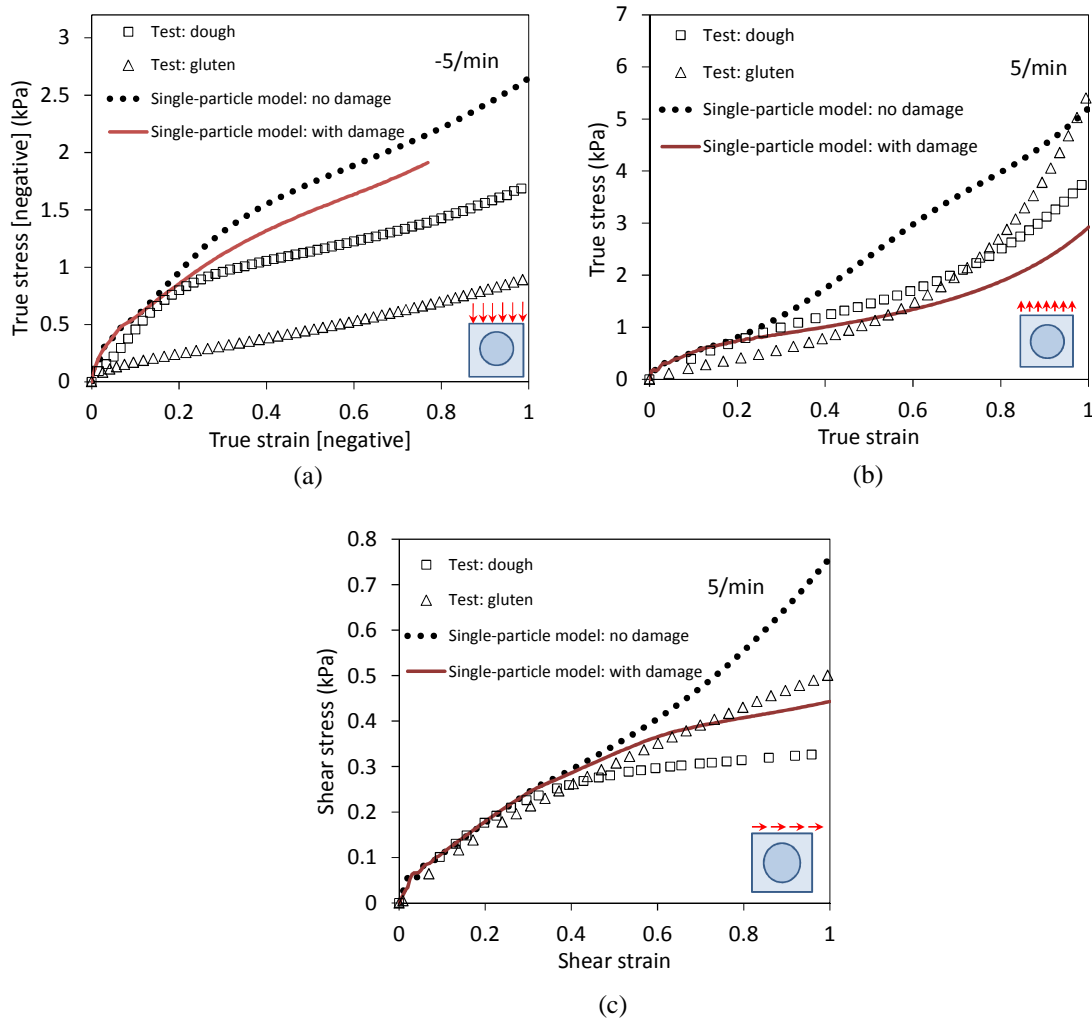 3
2.5
2
1.5
1
0.5
0
Test: dough
Test: gluten
Single-particle model: no damage
Single-particle model: with damage
-5/min
True stress [negative] (kPa)
0 0.2 0.4 0.6 0.8 1
True strain [negative]
(a)
7
6
5
4
3
2
1
0
Test: dough
Test: gluten
Single-particle model: no damage
Single-particle model: with damage
5/min
True stress (kPa)
0 0.2 0.4 0.6 0.8 1
True strain
(b)
0.8
0.7
0.6
0.5
0.4
0.3
0.2
0.1
0
Test: dough
Test: gluten
Single-particle model: no damage
Single-particle model: with damage
5/min
Shear stress (kPa)
0 0.2 0.4 0.6 0.8 1
Shear strain
(c)